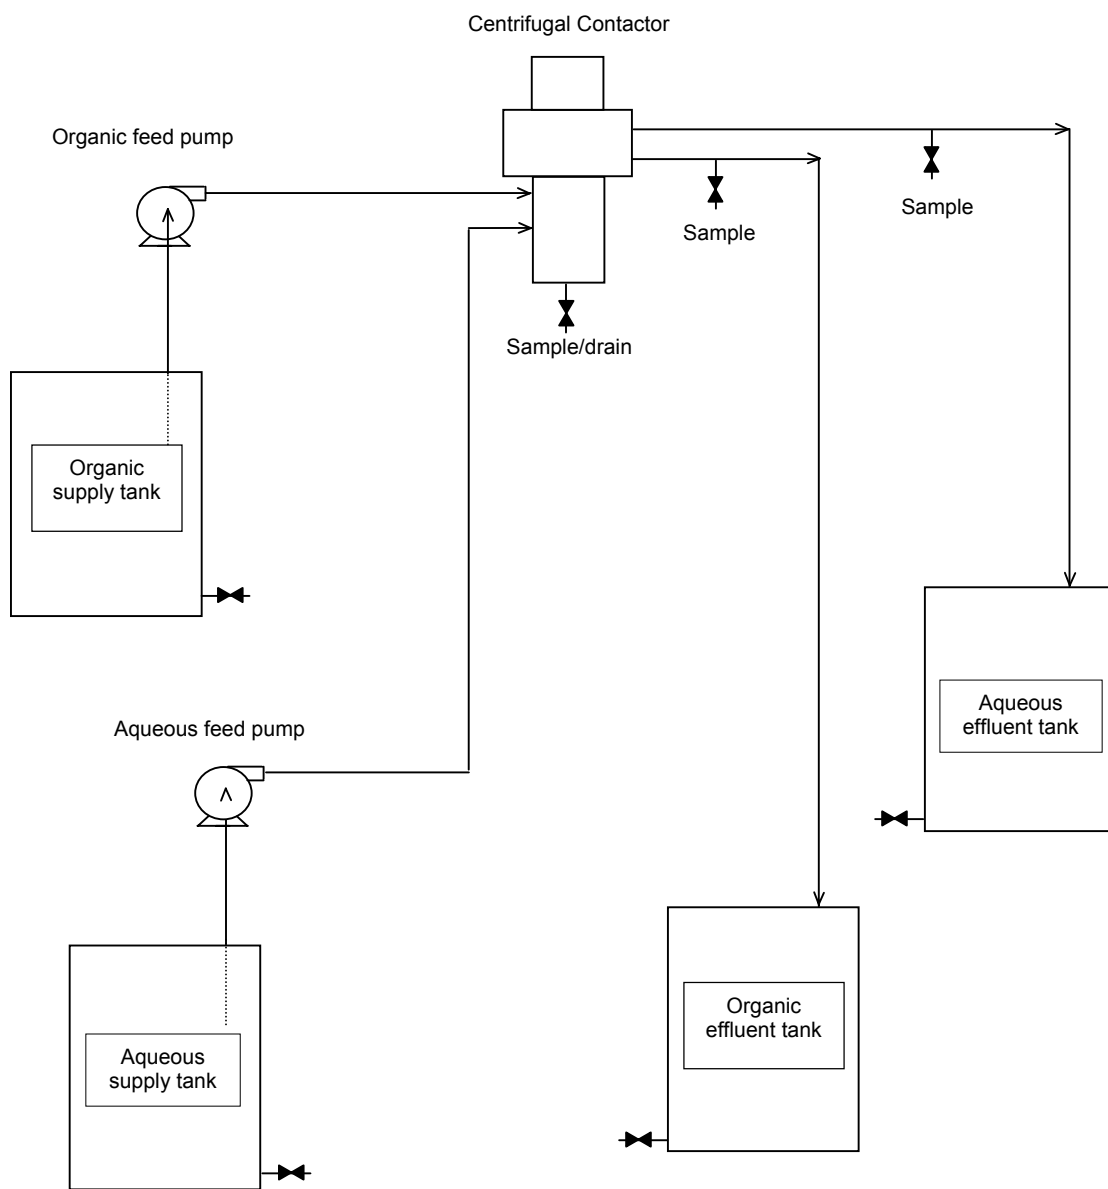 Centrifugal Contactor
Organic feed pump
Sample
Sample
Sample/drain
Organic
supply tank
Aqueous
effluent tank
Aqueous feed pump
Organic
effluent tank
Aqueous
supply tank